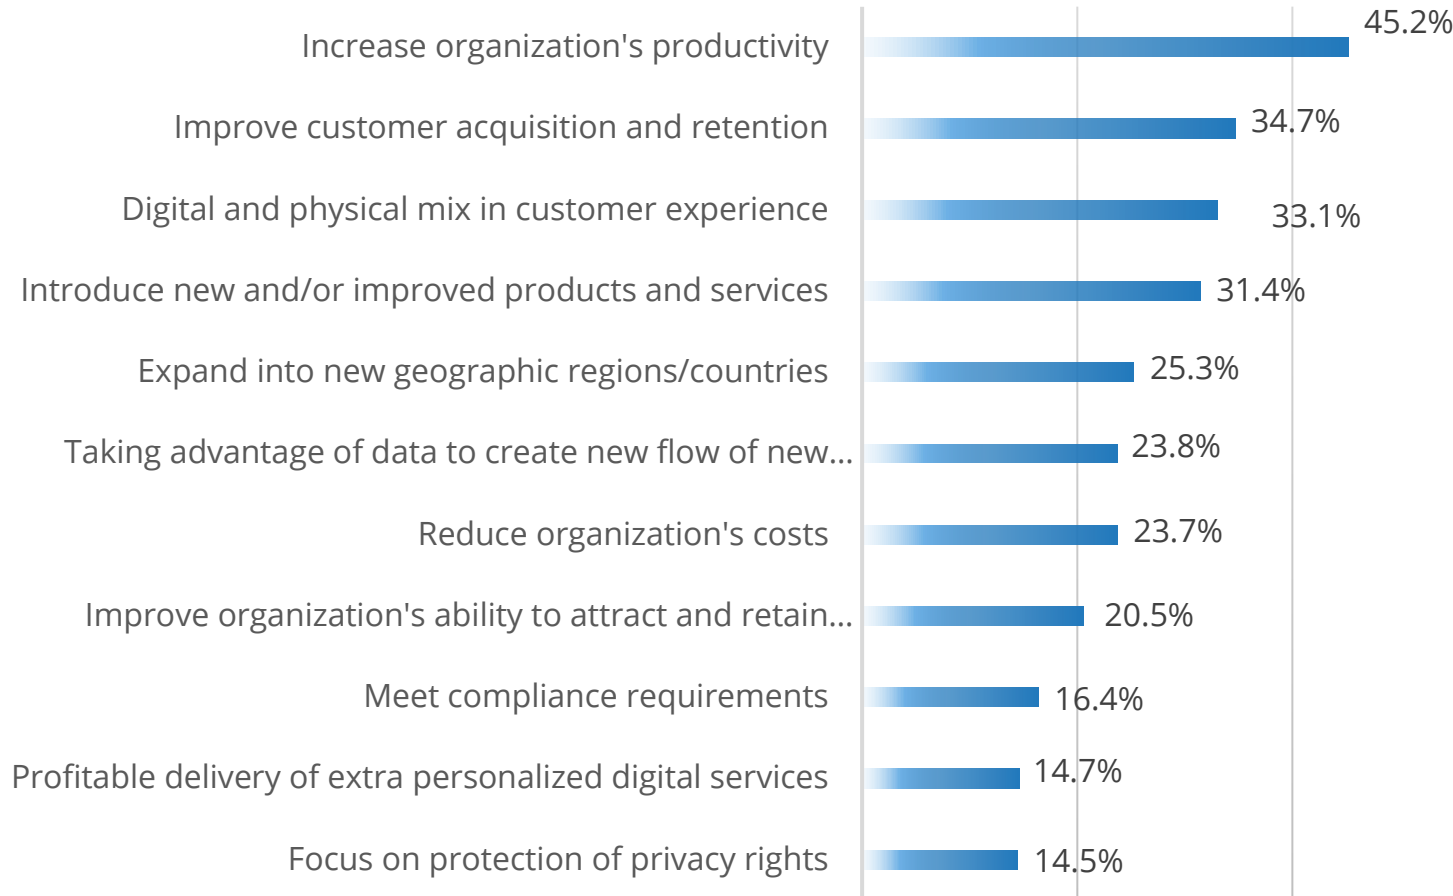 Increase organization's productivity 45.2%
Improve customer acquisition and retention 34.7%
Digital and physical mix in customer experience 33.1%
Introduce new and/or improved products and services 31.4%
Expand into new geographic regions/countries 25.3%
Taking advantage of data to create new flow of new... 23.8%
Reduce organization's costs 23.7%
Improve organization's ability to attract and retain... 20.5%
Meet compliance requirements 16.4%
Profitable delivery of extra personalized digital services 14.7%
Focus on protection of privacy rights 14.5%